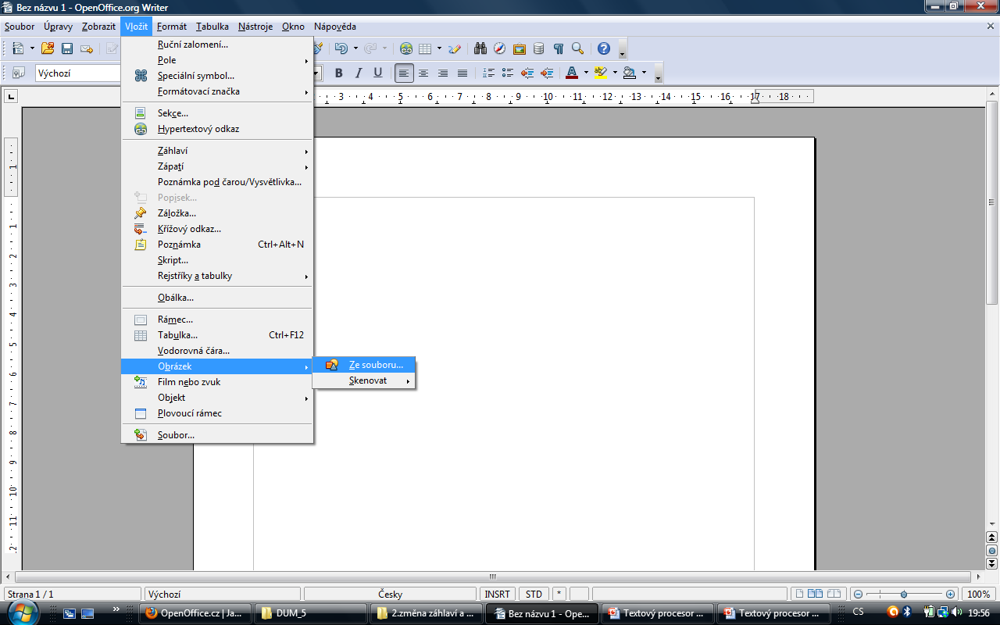 Bez názvu 1 - OpenOffice.org Writer
Soubor Úpravy Zobrazit Vložit Formát Tabulka Nástroje Okno Nápověda
Výchozí
Ruční zalomení...
Pole
Speciální symbol...
Formátovací značka
Sekce...
Hypertextový odkaz
Záhlaví
Zápatí
Poznámka pod čarou/Vysvětlivka...
Popisek...
Záložka...
Křížový odkaz...
Poznámka Ctrl+Alt+N
Skript...
Rejstříky a tabulky
Obálka...
Rámec...
Tabulka... Ctrl+F12
Vodorovná čára...
Obrázek
Film nebo zvuk
Objekt
Plovoucí rámec
Soubor...
Ze souboru...
Skenovat
3 4 5 6 7 8 9 10 11 12 13 14 15 16 17 18
1
1
2
3
4
5
6
7
8
9
10
11
Strana 1 / 1 Výchozí Česky INSRT STD * 100%
OpenOffice.cz | Ja... DUM_5 2.změna záhlaví a ... Bez názvu 1 - Ope... Textový procesor ... Textový procesor ... CS 19:56